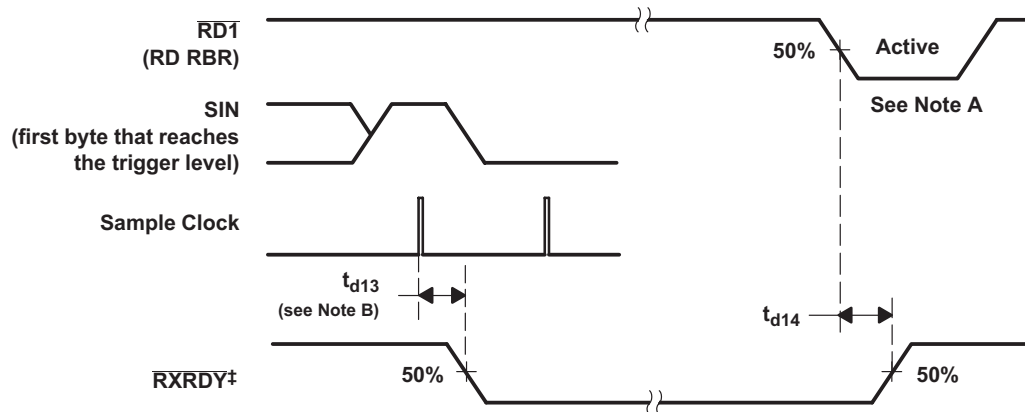 RD1
(RD RBR)
50%
Active
See Note A
SIN
(first byte that reaches
the trigger level)
Sample Clock
td13
(see Note B)
td14
RXRDY‡
50%
50%